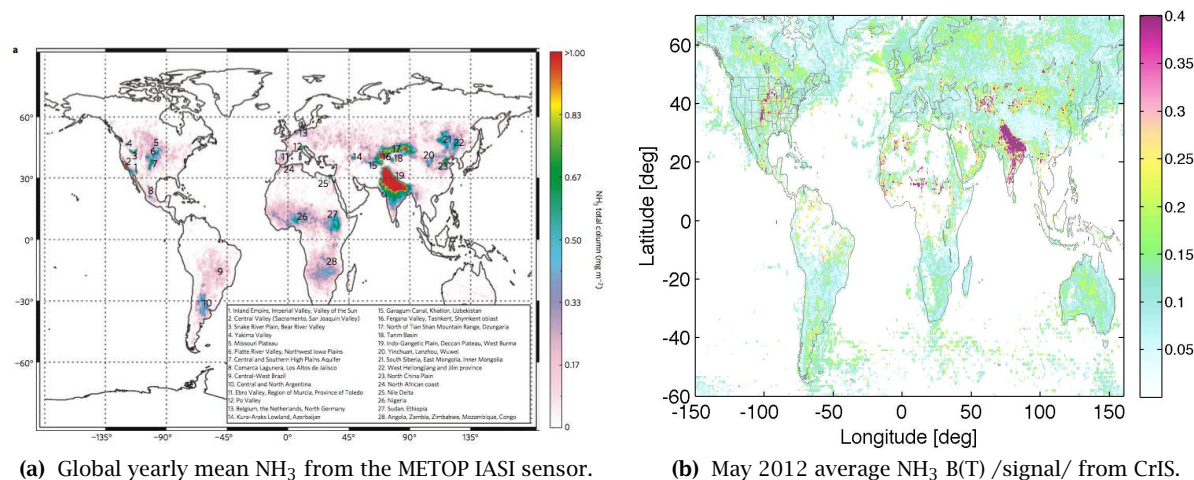 a
60°
30°
0°
−30°
−60°
−135°
−90°
−45°
0°
45°
90°
135°
1. Inland Empire, Imperial Valley, Valley of the Sun
2. Central Valley (Sacramento, San Joaquin Valley)
3. Snake River Plain, Bear River Valley
4. Yakima Valley
5. Missouri Plateau
6. Platte River Valley, Northwest Iowa Plains
7. Central and Southern High Plains Aquifer
8. Comarca Lagunera, Los Altos de Jalisco
9. Central-West Brazil
10. Central and North Argentina
11. Ebro Valley, Region of Murcia, Province of Toledo
12. Po Valley
13. Belgium, the Netherlands, North Germany
14. Kura-Araks Lowland, Azerbaijan
15. Garagum Canal, Khatlon, Uzbekistan
16. Fergana Valley, Tashkent, Shymkent oblast
17. North of Tian Shan Mountain Range, Dzungaria
18. Tarim Basin
19. Indo-Gangetic Plain, Deccan Plateau, West Burma
20. Yinchuan, Lanzhou, Wuwei
21. South Siberia, East Mongolia, Inner Mongolia
22. West Heilongjiang and Jilin province
23. North China Plain
24. North African coast
25. Nile Delta
26. Nigeria
27. Sudan, Ethiopia
28. Angola, Zambia, Zimbabwe, Mozambique, Congo
>1.00
0.83
0.67
0.50
0.33
0.17
0
NH₃ total column (mg m⁻²)
(a) Global yearly mean NH₃ from the METOP IASI sensor.
60
40
20
0
−20
−40
−60
Latitude [deg]
−150
−100
−50
0
50
100
150
Longitude [deg]
0.4
0.35
0.3
0.25
0.2
0.15
0.1
0.05
(b) May 2012 average NH₃ B(T) /signal/ from CrIS.